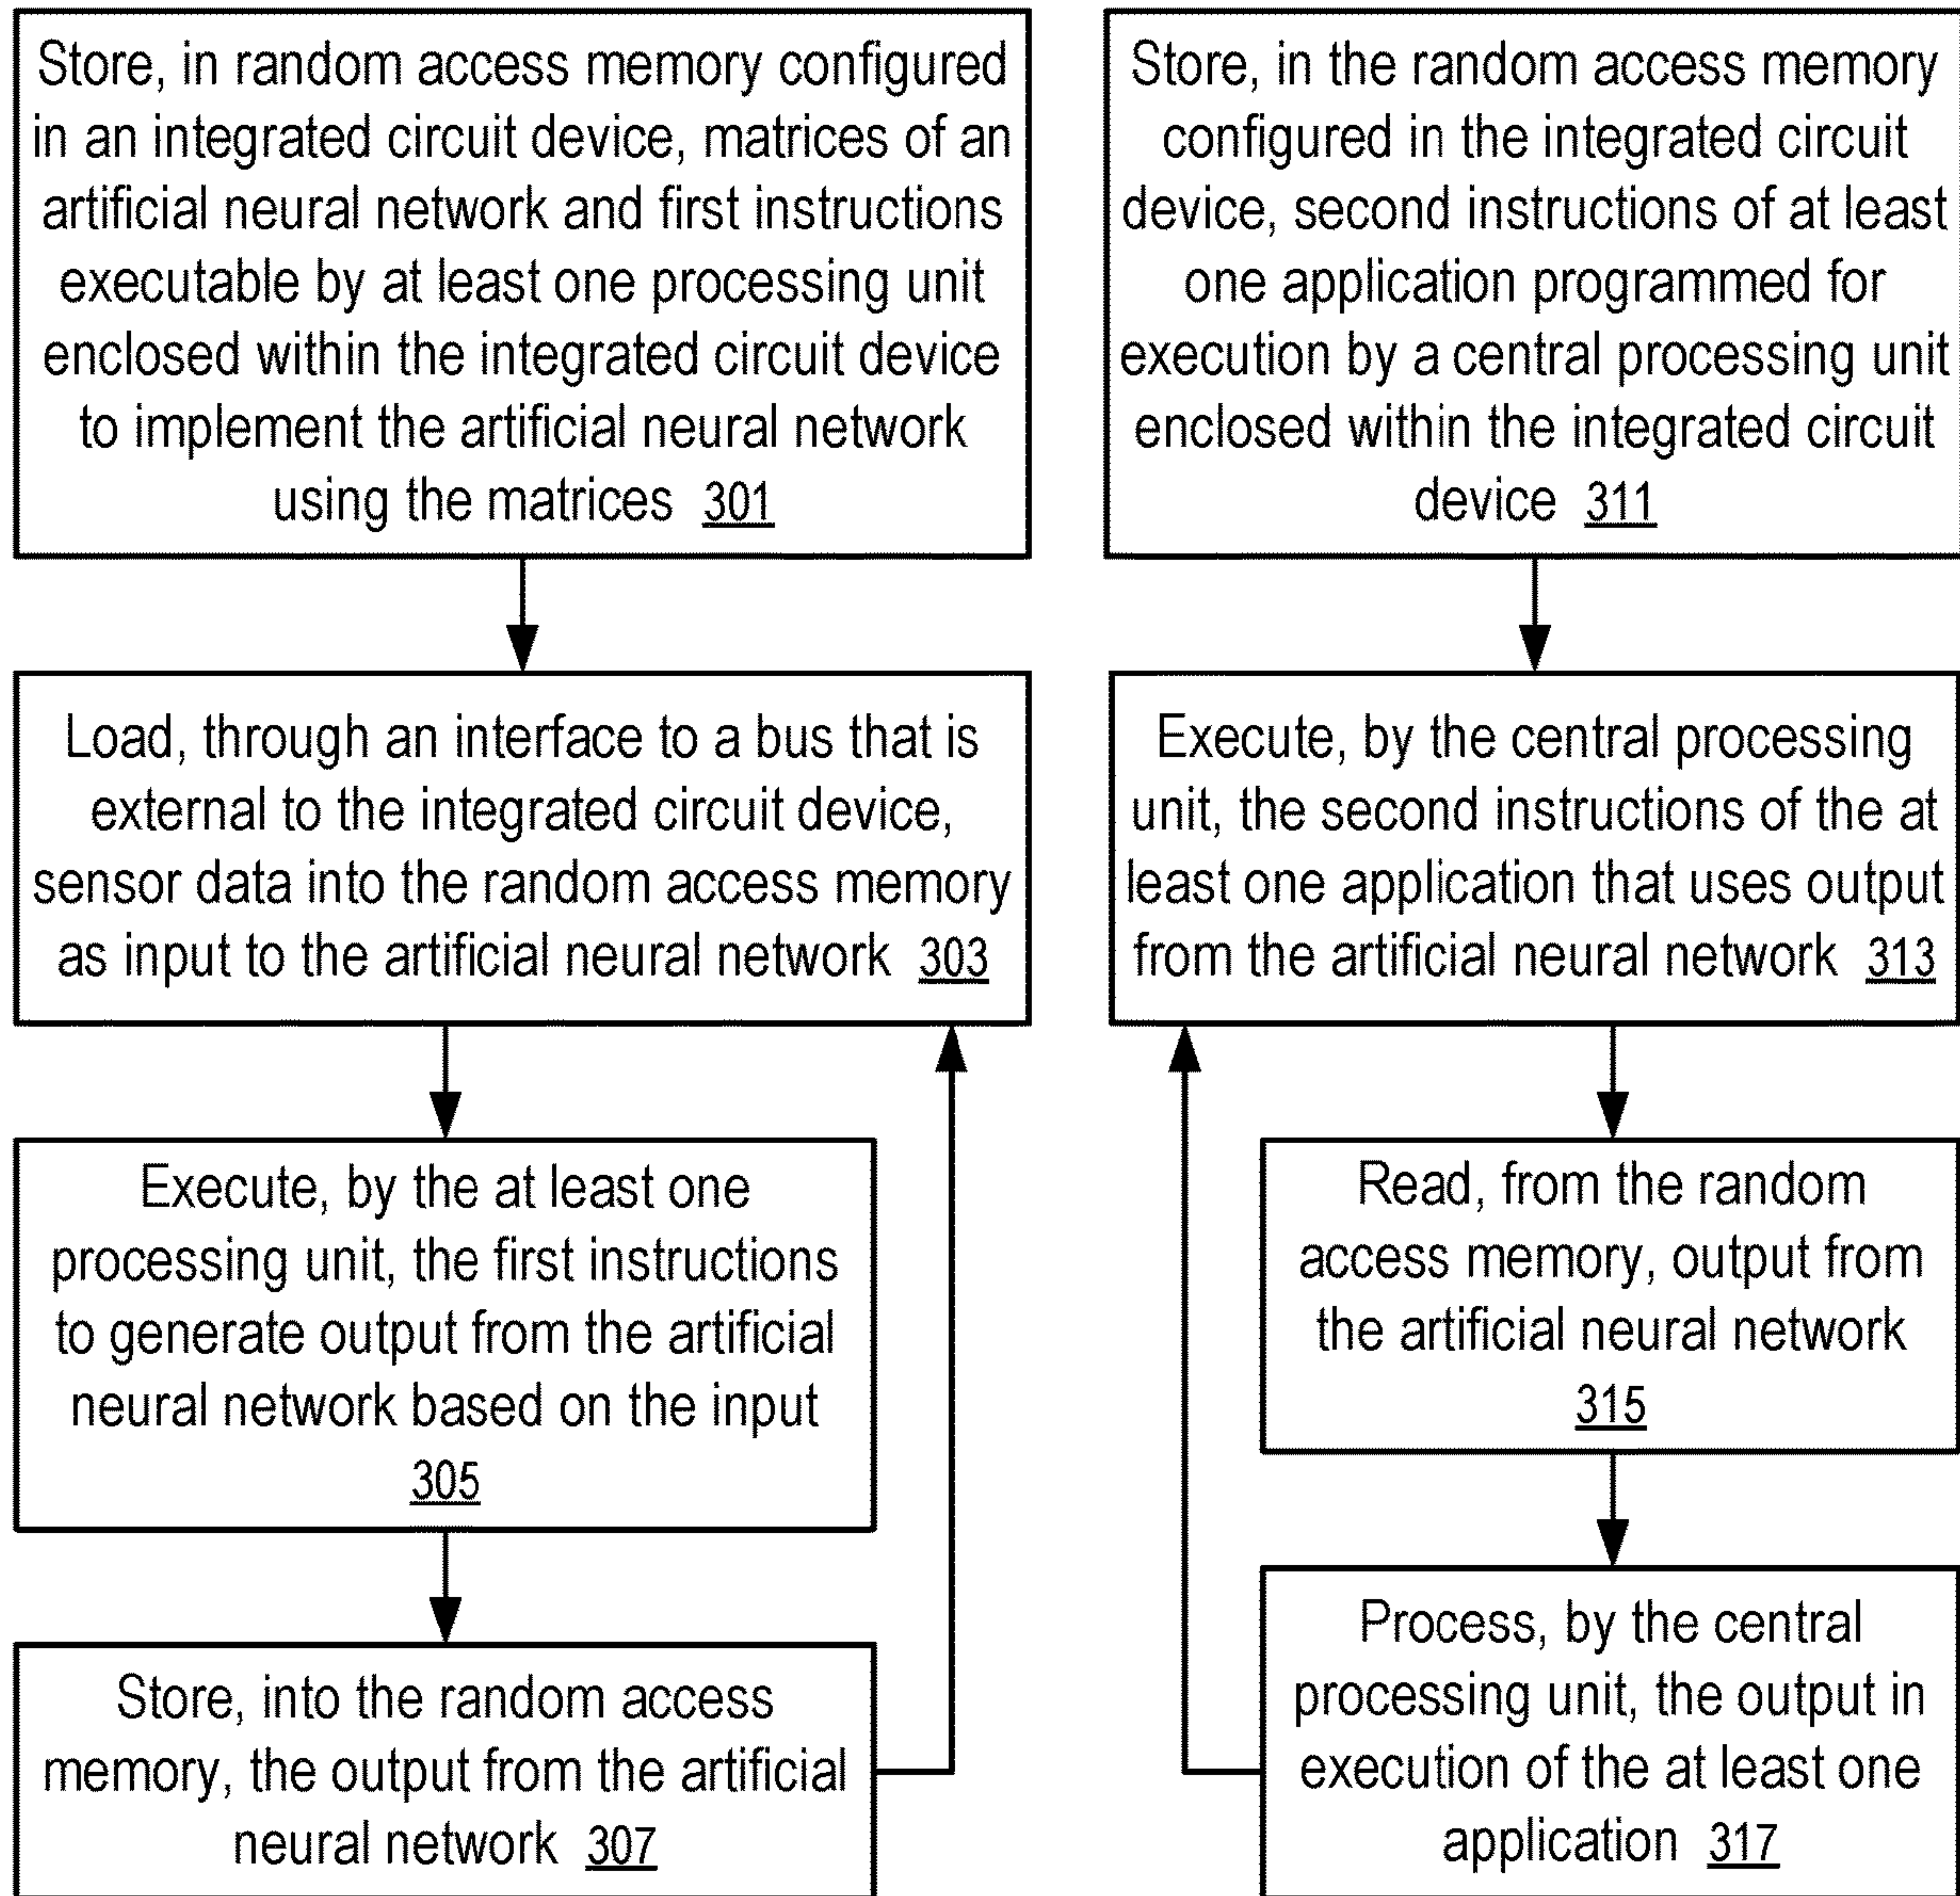 Store, in random access memory configured
in an integrated circuit device, matrices of an
artificial neural network and first instructions
executable by at least one processing unit
enclosed within the integrated circuit device
to implement the artificial neural network
using the matrices 301
Load, through an interface to a bus that is
external to the integrated circuit device,
sensor data into the random access memory
as input to the artificial neural network 303
Execute, by the at least one
processing unit, the first instructions
to generate output from the artificial
neural network based on the input
305
Store, into the random access
memory, the output from the artificial
neural network 307
Store, in the random access memory
configured in the integrated circuit
device, second instructions of at least
one application programmed for
execution by a central processing unit
enclosed within the integrated circuit
device 311
Execute, by the central processing
unit, the second instructions of the at
least one application that uses output
from the artificial neural network 313
Read, from the random
access memory, output from
the artificial neural network
315
Process, by the central
processing unit, the output in
execution of the at least one
application 317